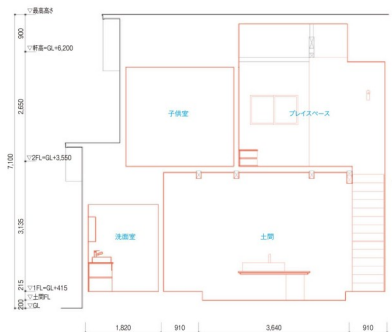 ▽最高高さ
900
▽軒高=GL+6,200
2,650
子供室
プレイスペース
7,100
▽2FL=GL+3,550
3,135
洗面室
土間
▽1FL=GL+415
215
▽土間FL
200
▽GL
1,820
910
3,640
910